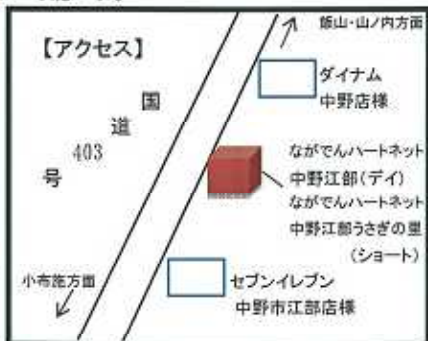 【アクセス】
飯山・山ノ内方面
ダイナム
中野店様
国道403号
ながでんハートネット
中野江部(デイ)
ながでんハートネット
中野江部うさぎの里
(ショート)
小布施方面
セブンイレブン
中野市江部店様